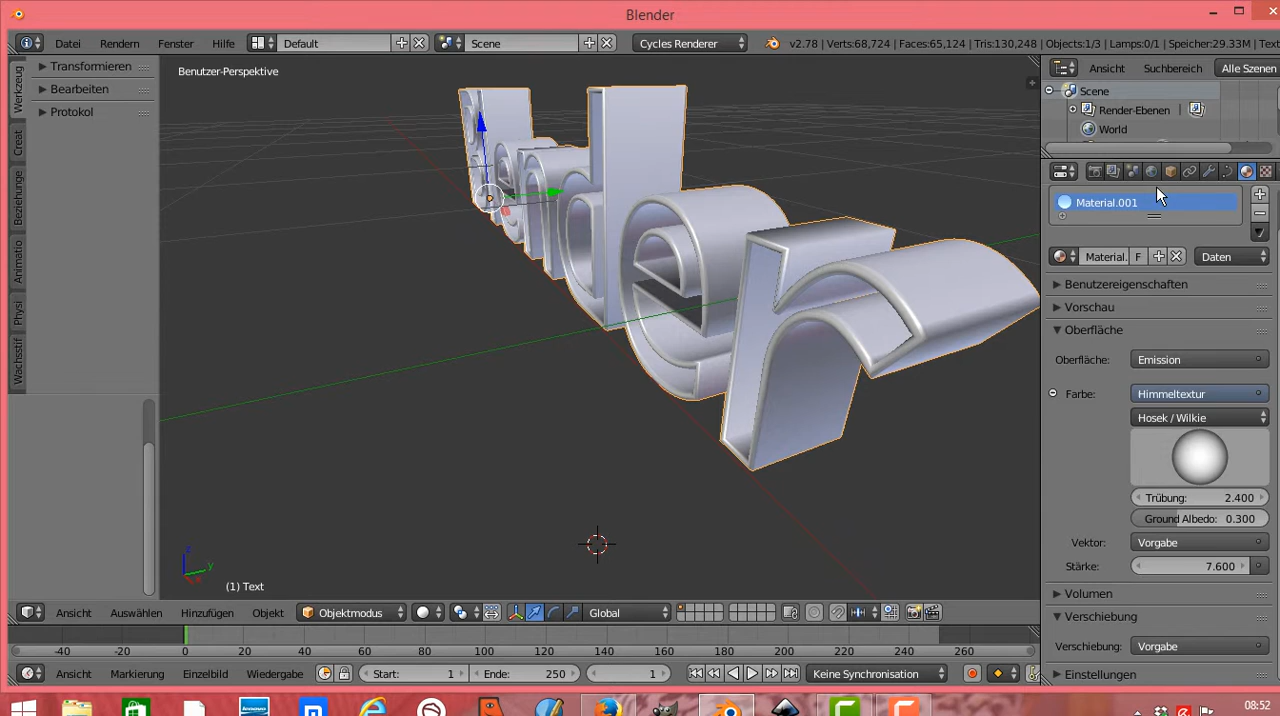 Blender
Datei Rendern Fenster Hilfe Default Scene Cycles Renderer v2.78 | Verts:68,724 | Faces:65,124 | Tris:130,248 | Objects:1/3 | Lamps:0/1 | Speicher:29.33M | Text
Transformieren
Bearbeiten
Protokol
Werkzeug
Creat
Beziehunge
Animatio
Physi
Wachsstif
Benutzer-Perspektive
(1) Text
Ansicht Suchbereich Alle Szenen
Scene
Render-Ebenen
World
Material.001
Material. F Daten
Benutzereigenschaften
Vorschau
Oberfläche
Oberfläche: Emission
Farbe: Himmeltextur
Hosek / Wilkie
Trübung: 2.400
Ground Albedo: 0.300
Vektor: Vorgabe
Stärke: 7.600
Volumen
Verschiebung
Verschiebung: Vorgabe
Einstellungen
Ansicht Auswählen Hinzufügen Objekt Objektmodus Global
-40 -20 0 20 40 60 80 100 120 140 160 180 200 220 240 260
Ansicht Markierung Einzelbild Wiedergabe Start: 1 Ende: 250 1 Keine Synchronisation
08:52